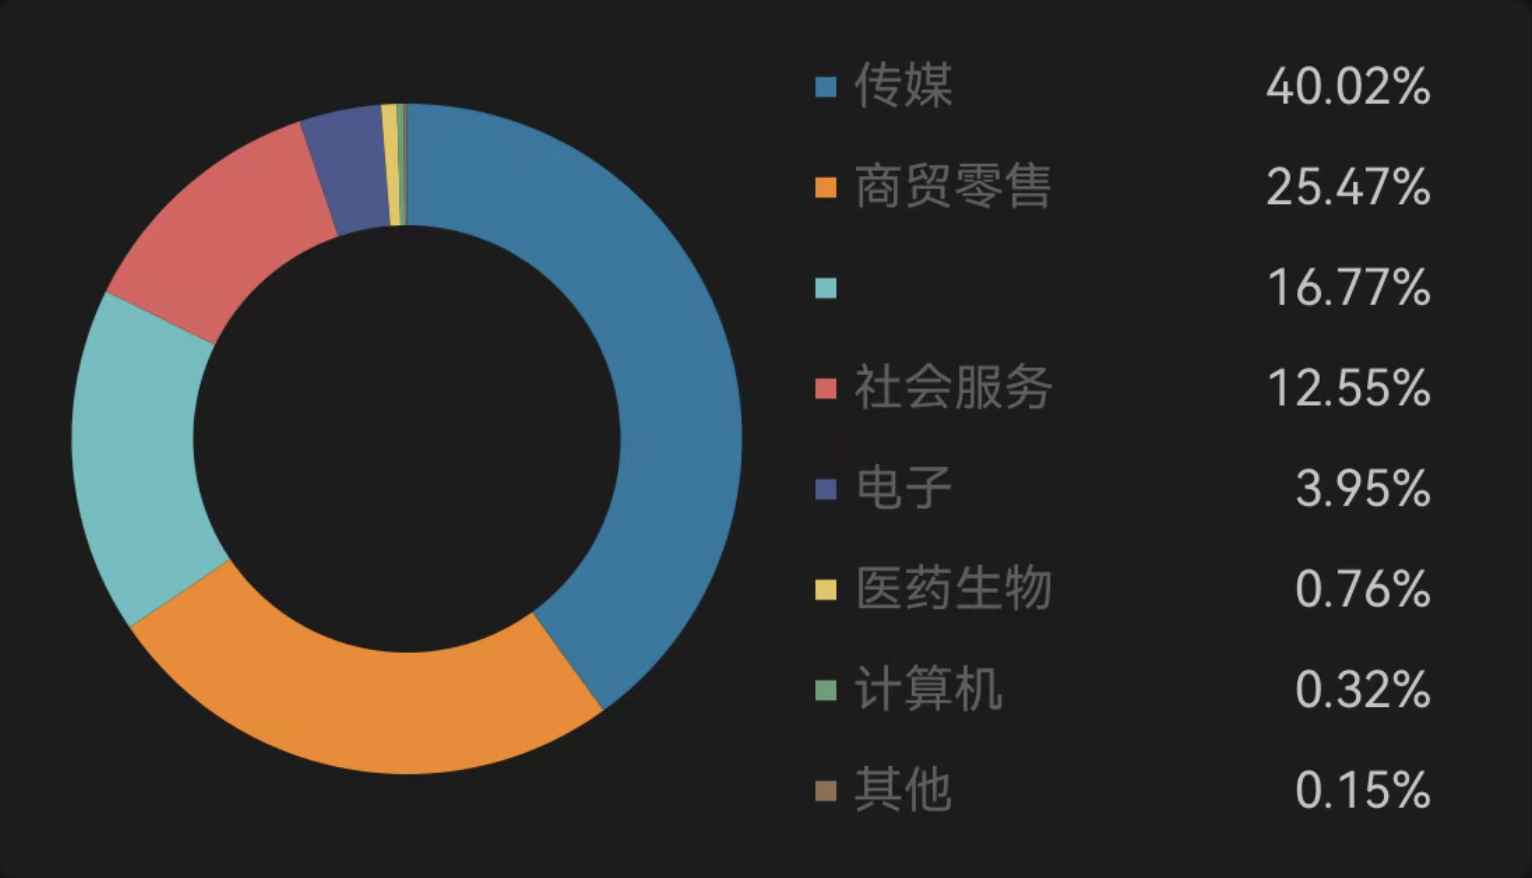 传媒 40.02%
商贸零售 25.47%
16.77%
社会服务 12.55%
电子 3.95%
医药生物 0.76%
计算机 0.32%
其他 0.15%